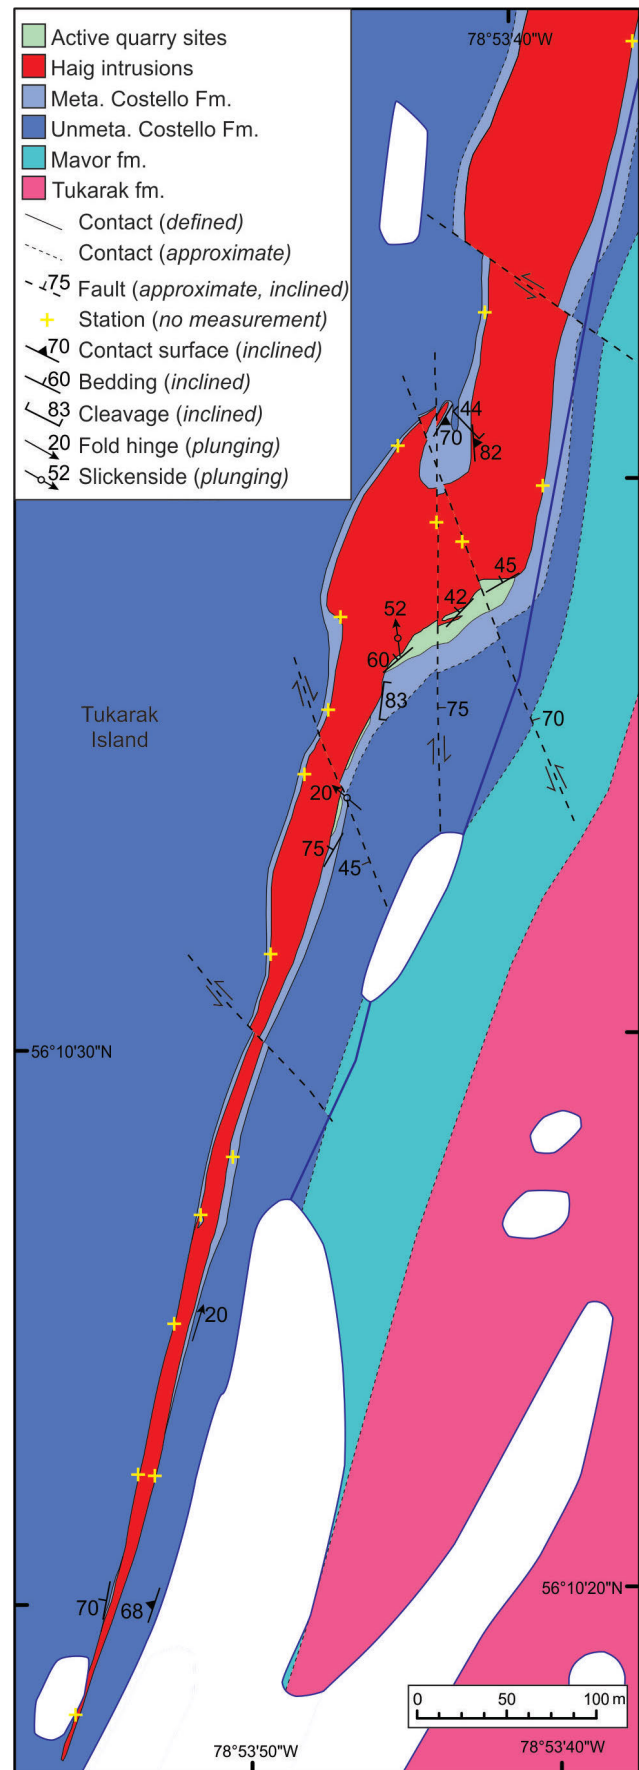 Active quarry sites
Haig intrusions
Meta. Costello Fm.
Unmeta. Costello Fm.
Mavor fm.
Tukarak fm.
Contact (defined)
Contact (approximate)
75 Fault (approximate, inclined)
Station (no measurement)
70 Contact surface (inclined)
60 Bedding (inclined)
83 Cleavage (inclined)
20 Fold hinge (plunging)
52 Slickenside (plunging)
78°53'40"W
44
70
82
45
42
52
60
83
75
70
Tukarak
Island
20
75
45
56°10'30"N
20
56°10'20"N
70
68
0 50 100 m
78°53'50"W
78°53'40"W